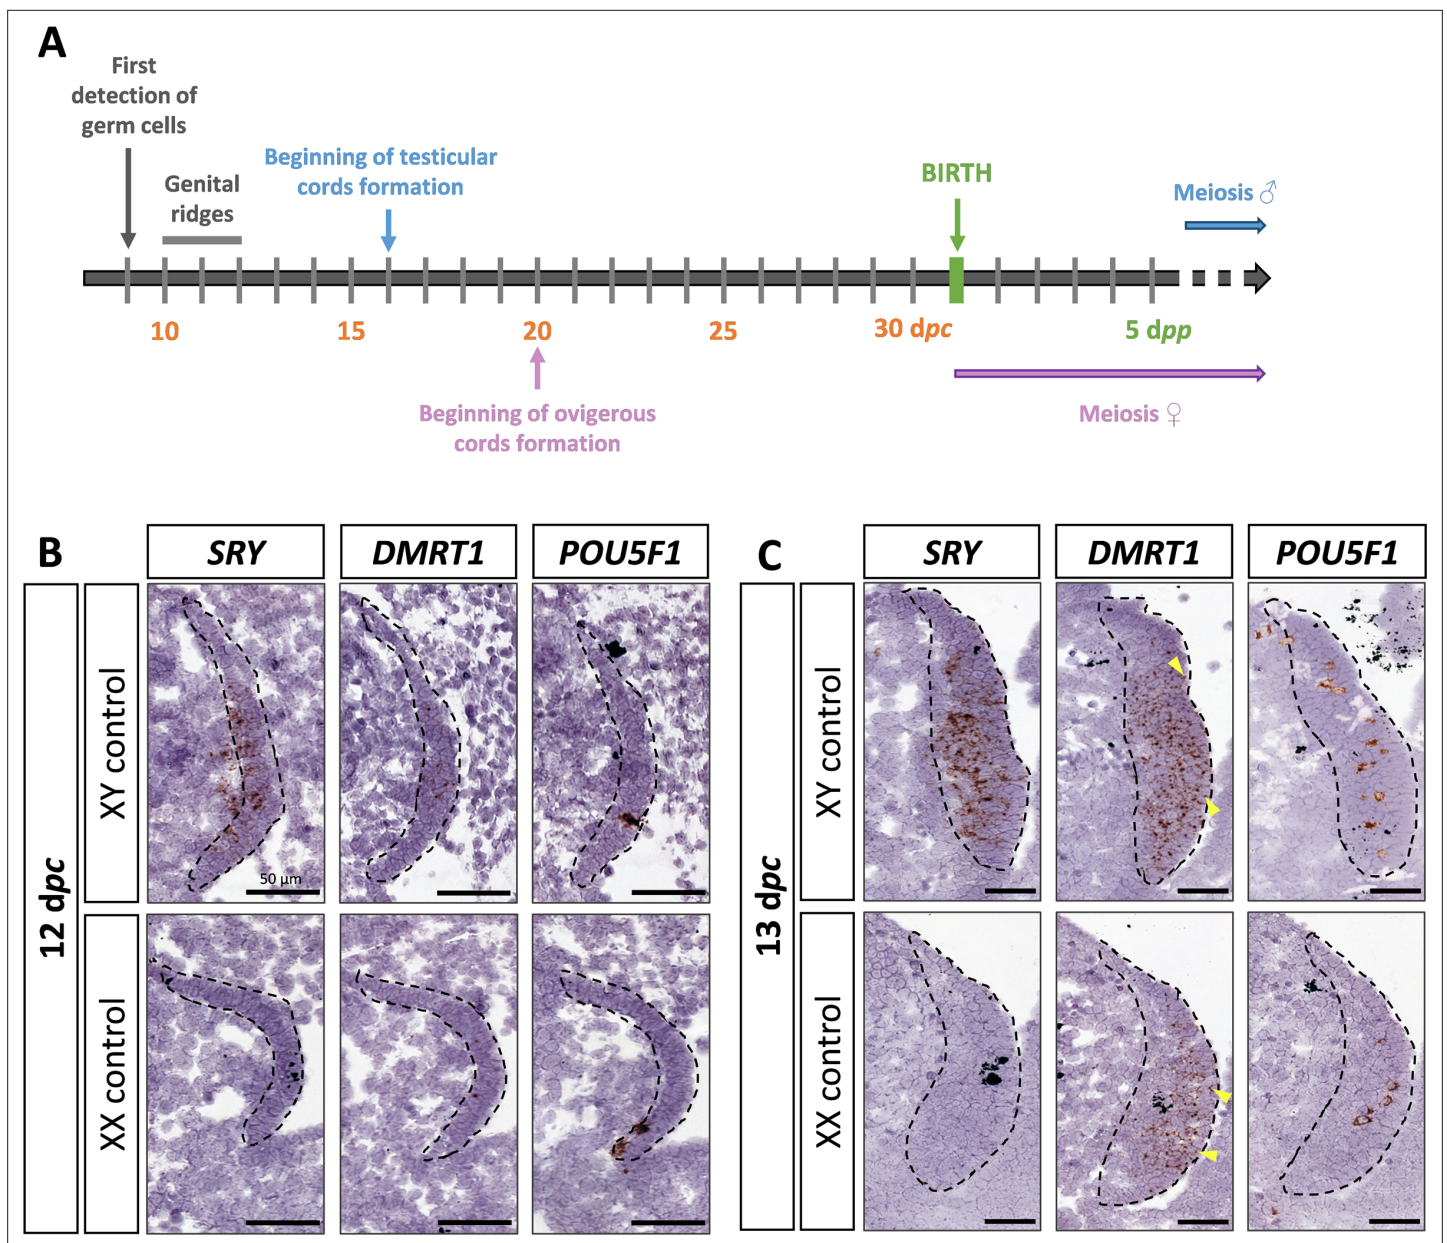 A
First
detection of
germ cells
Genital
ridges
Beginning of testicular
cords formation
BIRTH
Meiosis ♂
10
15
20
25
30 dpc
5 dpp
Beginning of ovigerous
cords formation
Meiosis ♀
B
SRY
DMRT1
POU5F1
12 dpc
XY control
50 µm
XX control
C
SRY
DMRT1
POU5F1
13 dpc
XY control
XX control